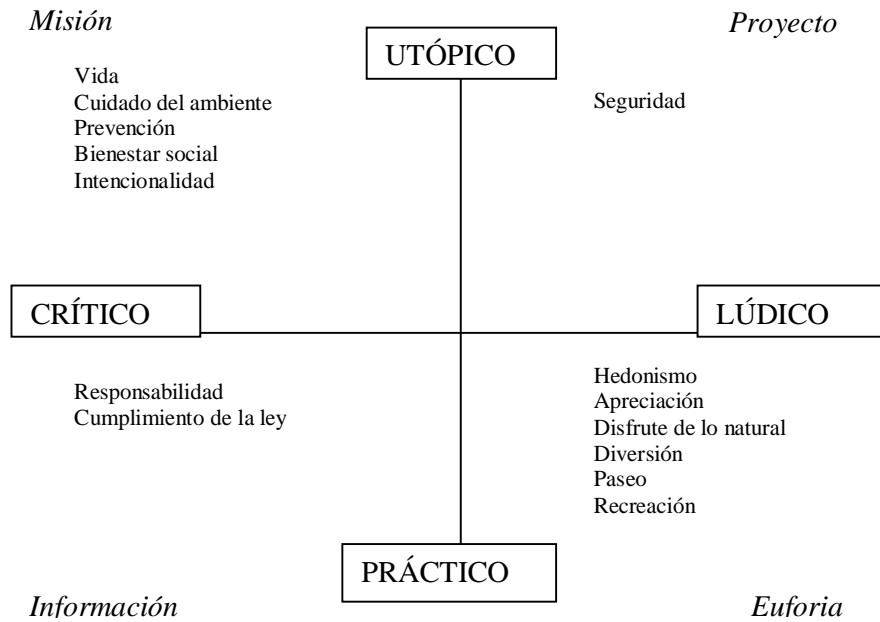 Misión
Proyecto
UTÓPICO
Vida
Cuidado del ambiente
Prevención
Bienestar social
Intencionalidad
Seguridad
CRÍTICO
LÚDICO
Responsabilidad
Cumplimiento de la ley
Hedonismo
Apreciación
Disfrute de lo natural
Diversión
Paseo
Recreación
PRÁCTICO
Información
Euforia